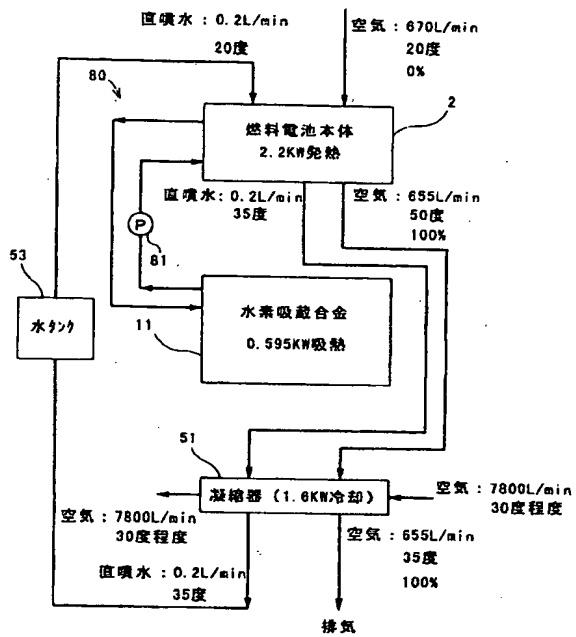 直噴水:0.2L/min
20度
空気:670L/min
20度
0%
80
2
燃料電池本体
2.2KW発熱
直噴水:0.2L/min
35度
空気:655L/min
50度
100%
P
81
53
水タンク
水素吸蔵合金
0.595KW吸熱
11
51
凝縮器(1.6KW冷却)
空気:7800L/min
30度程度
空気:7800L/min
30度程度
空気:655L/min
35度
100%
直噴水:0.2L/min
35度
排気